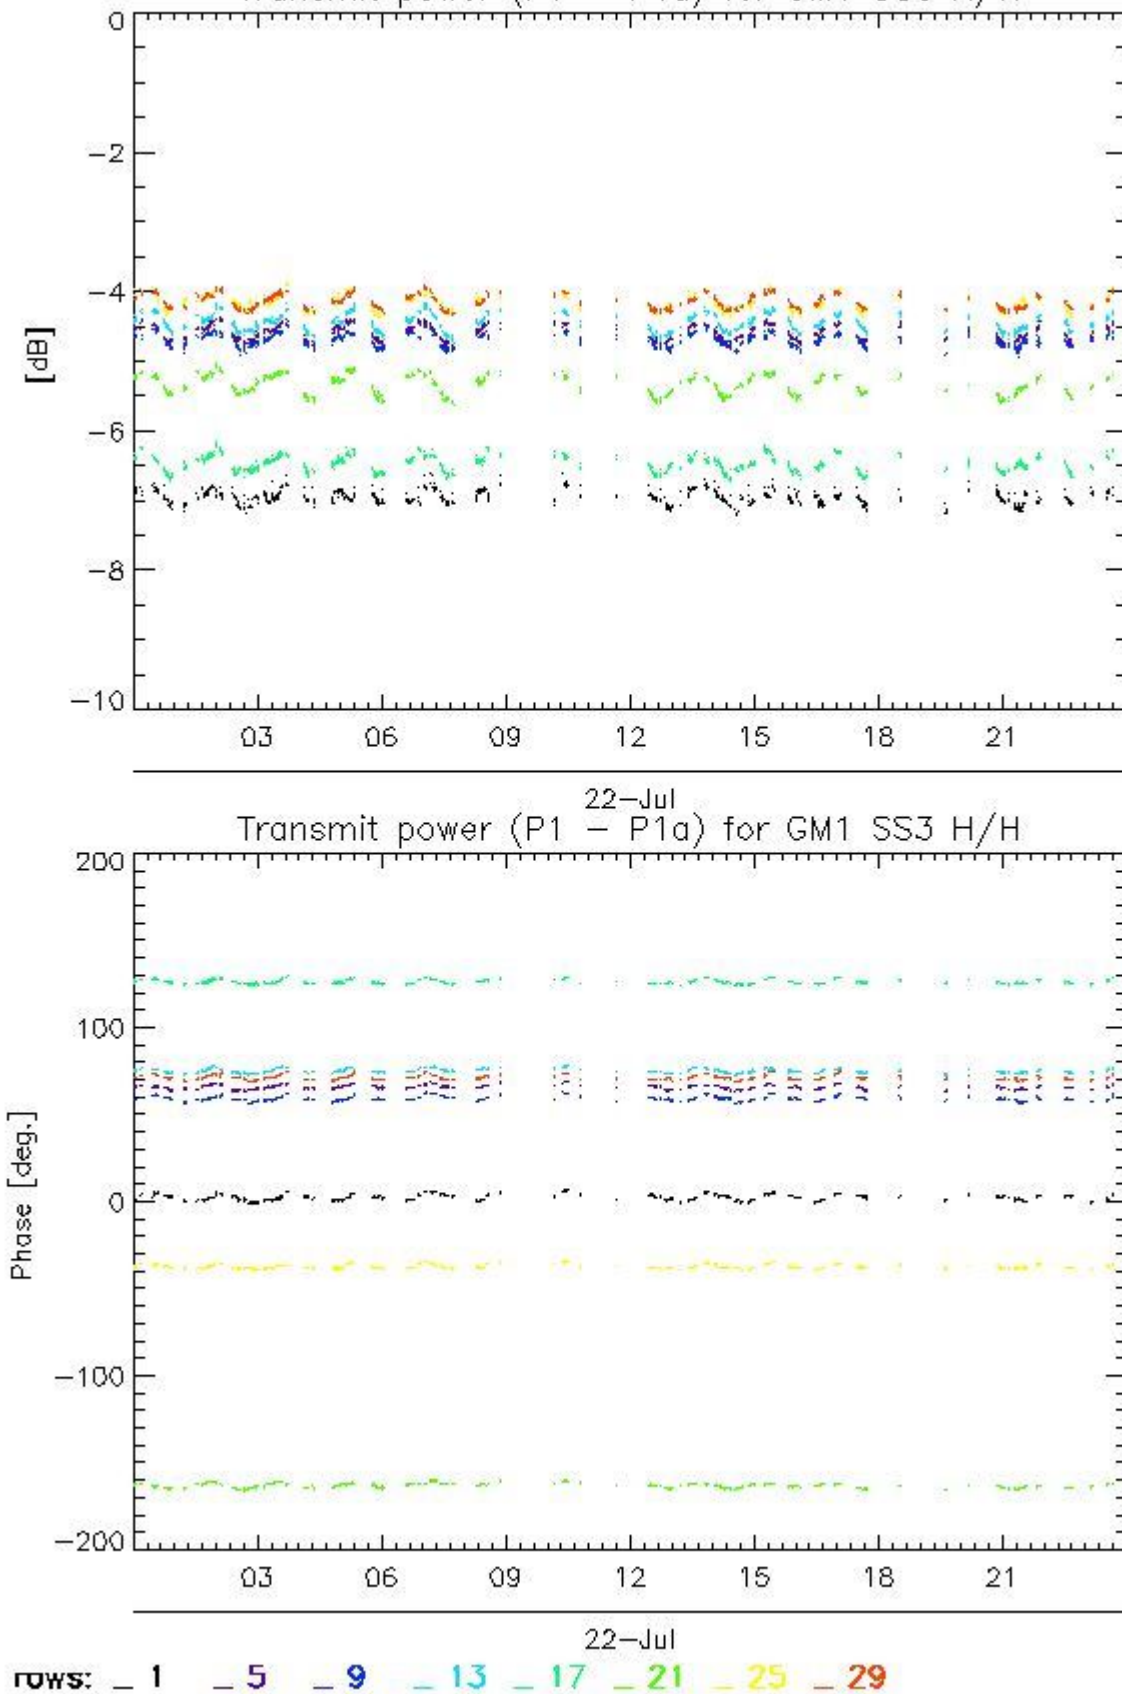 0
-2
-4
[dB]
-6
-8
-10
03 06 09 12 15 18 21
22-Jul
Transmit power (P1 - P1a) for GM1 SS3 H/H
200
100
Phase [deg.]
0
-100
-200
03 06 09 12 15 18 21
22-Jul
rows: _ 1 _ 5 _ 9 _ 13 _ 17 _ 21 _ 25 _ 29